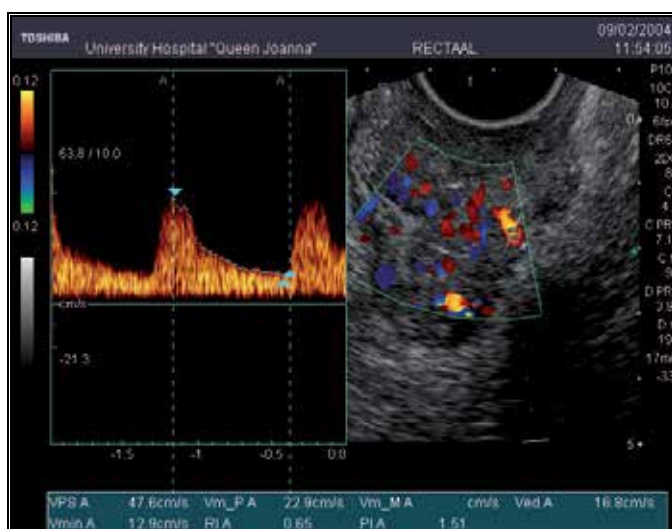 09/02/2004
TOSHIBA
University Hospital "Queen Joanna"
RECTAAL
11:54:05
0.12
A
A
63.8 / 10.0
0.12
cm/s
-21.3
-1.5
-1
-0.5
0.0
0
5
VPS A 47.6cm/s Vm_P A 22.9cm/s Vm_M A cm/s Ved A 16.8cm/s
Vmin A 12.9cm/s RI A 0.65 PI A 1.51